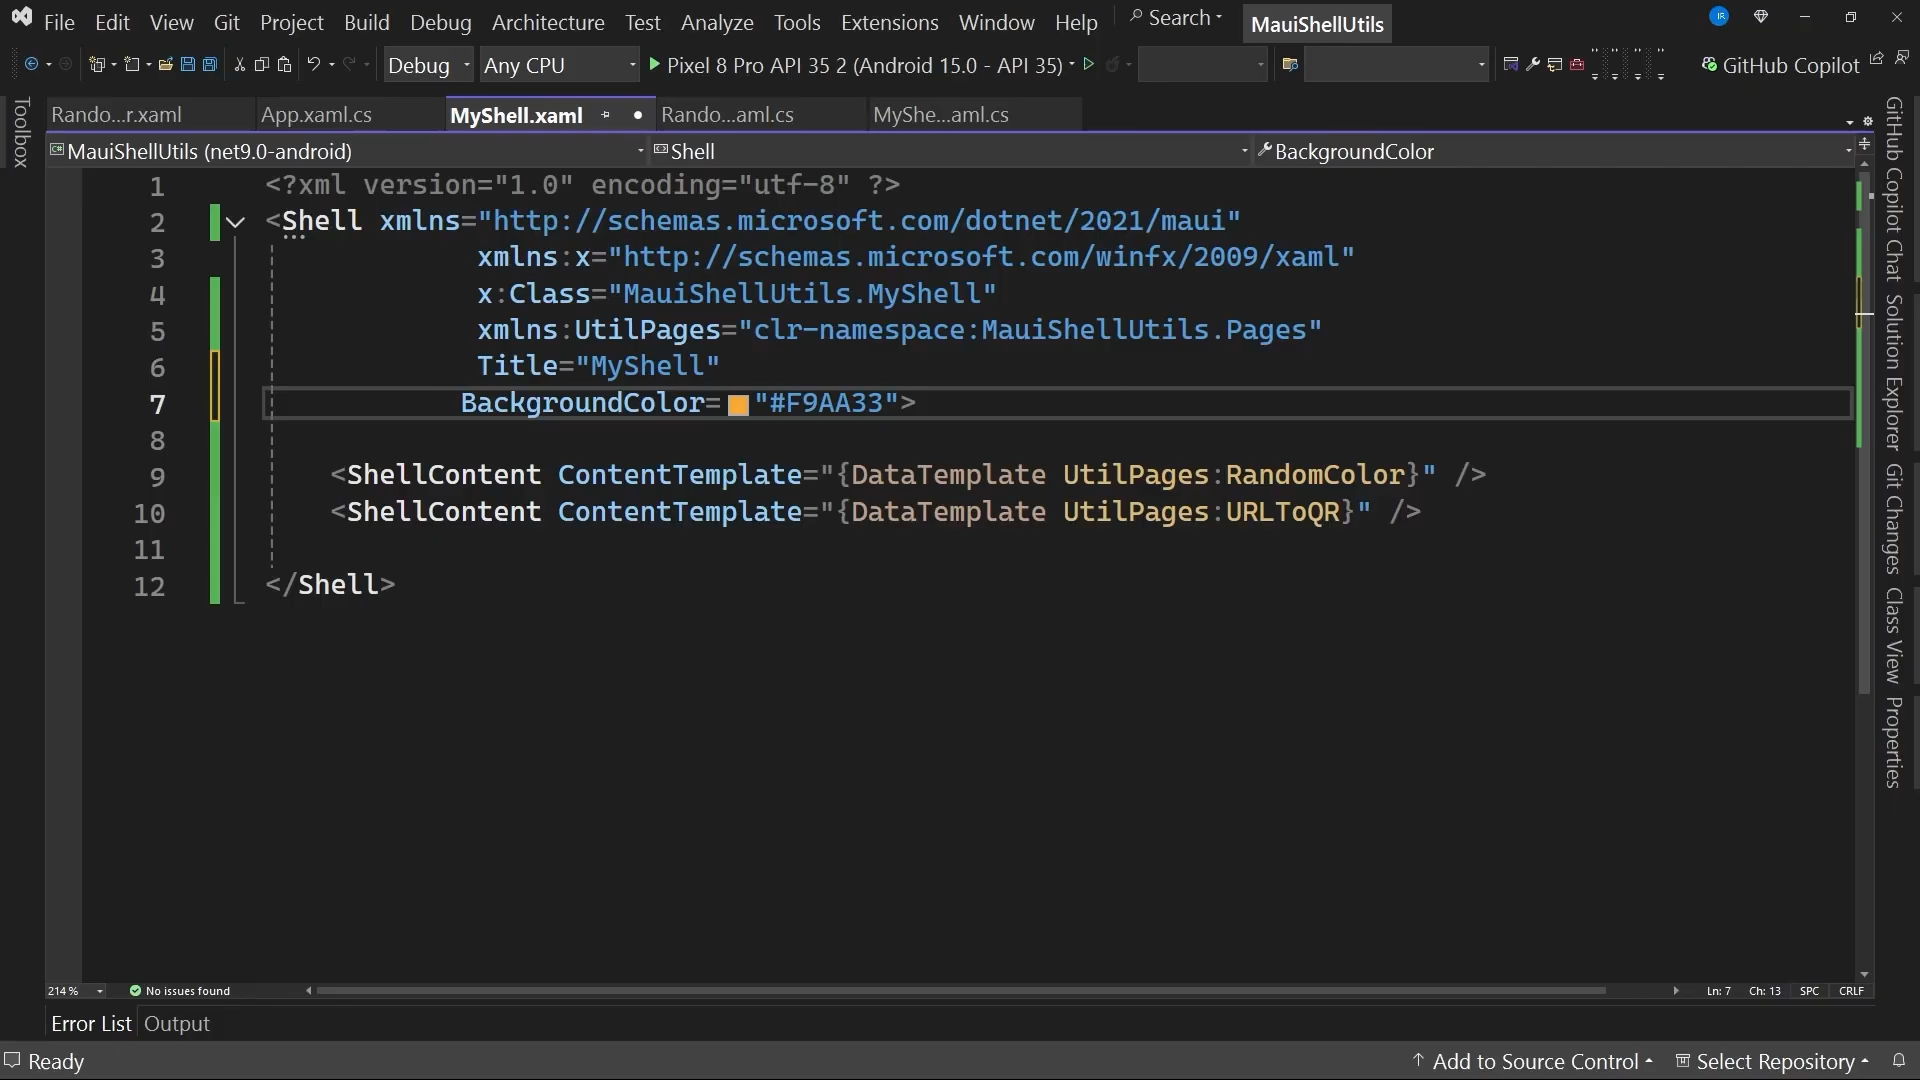 File Edit View Git Project Build Debug Architecture Test Analyze Tools Extensions Window Help Search MauiShellUtils IR
Debug Any CPU Pixel 8 Pro API 35 2 (Android 15.0 - API 35) GitHub Copilot
Toolbox
Rando...r.xaml App.xaml.cs MyShell.xaml Rando...aml.cs MyShe...aml.cs
MauiShellUtils (net9.0-android) Shell BackgroundColor
1 <?xml version="1.0" encoding="utf-8" ?>
2 <Shell xmlns="http://schemas.microsoft.com/dotnet/2021/maui"
3 xmlns:x="http://schemas.microsoft.com/winfx/2009/xaml"
4 x:Class="MauiShellUtils.MyShell"
5 xmlns:UtilPages="clr-namespace:MauiShellUtils.Pages"
6 Title="MyShell"
7 BackgroundColor="#F9AA33">
8
9 <ShellContent ContentTemplate="{DataTemplate UtilPages:RandomColor}" />
10 <ShellContent ContentTemplate="{DataTemplate UtilPages:URLToQR}" />
11
12 </Shell>
GitHub Copilot Chat
Solution Explorer
Git Changes
Class View
Properties
214 % No issues found Ln: 7 Ch: 13 SPC CRLF
Error List Output
Ready Add to Source Control Select Repository